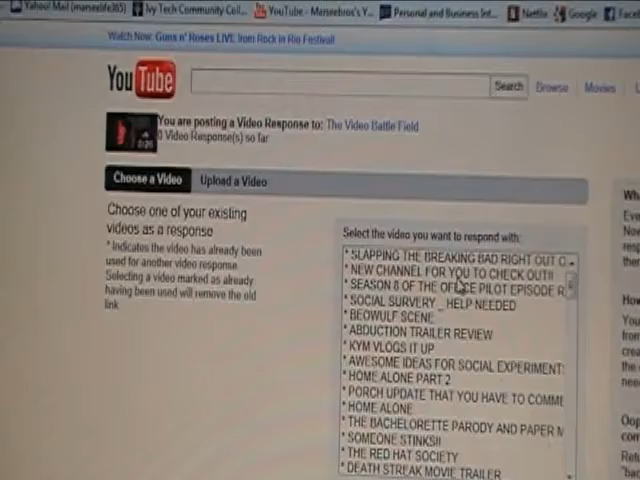 Yahoo! Mail (marseelife365)
Ivy Tech Community Coll...
YouTube - Marseebros's Y...
Personal and Business Int...
Netflix
Google
Watch Now: Guns n' Roses LIVE from Rock in Rio Festival!
YouTube
Search
Browse
Movies
You are posting a Video Response to: The Video Battle Field
0 Video Response(s) so far
0:26
Choose a Video
Upload a Video
Choose one of your existing
videos as a response
* Indicates the video has already been
used for another video response.
Selecting a video marked as already
having been used will remove the old
link
Select the video you want to respond with:
* SLAPPING THE BREAKING BAD RIGHT OUT O
* NEW CHANNEL FOR YOU TO CHECK OUT!!
* SEASON 8 OF THE OFFICE PILOT EPISODE R
* SOCIAL SURVERY _ HELP NEEDED
* BEOWULF SCENE
* ABDUCTION TRAILER REVIEW
* KYM VLOGS IT UP
* AWESOME IDEAS FOR SOCIAL EXPERIMENT
* HOME ALONE PART 2
* PORCH UPDATE THAT YOU HAVE TO COMME
* HOME ALONE
* THE BACHELORETTE PARODY AND PAPER M
* SOMEONE STINKS!!
* THE RED HAT SOCIETY
* DEATH STREAK MOVIE TRAILER